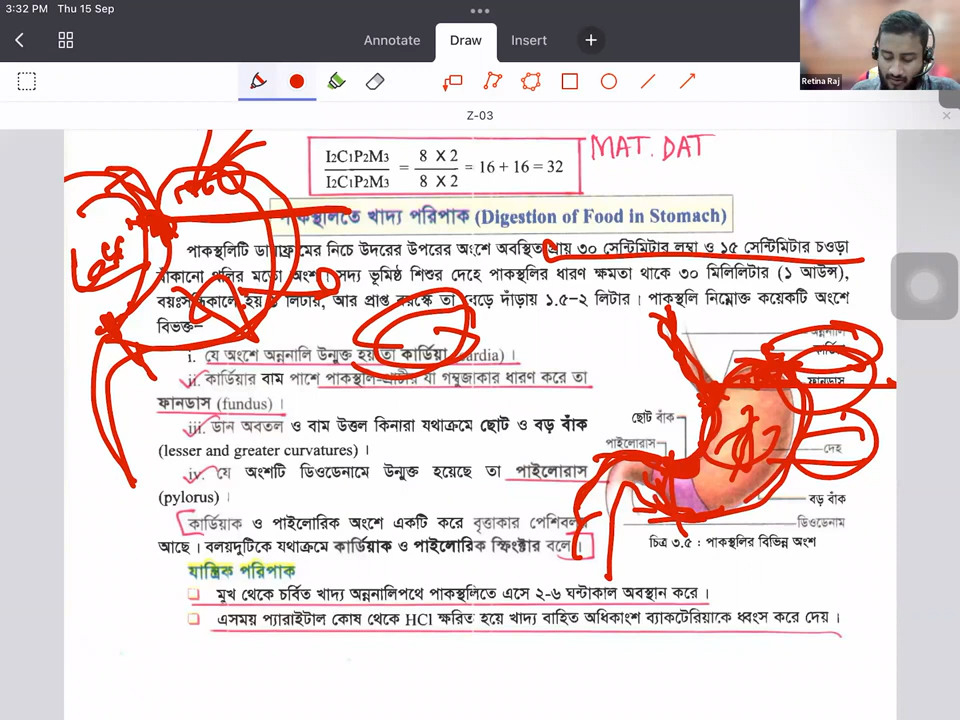 3:32 PM Thu 15 Sep
Annotate Draw Insert
Retina Raj
Z-03
I2C1P2M3 / I2C1P2M3 = 8 X 2 / 8 X 2 = 16 + 16 = 32
MAT. DAT
পাকস্থলিতে খাদ্য পরিপাক (Digestion of Food in Stomach)
পাকস্থলিটি ডায়াফ্রামের নিচে উদরের উপরের অংশে অবস্থিত প্রায় ৩০ সেন্টিমিটার লম্বা ও ১৫ সেন্টিমিটার চওড়া
বাঁকানো থলির মতো অংশ। সদ্য ভূমিষ্ঠ শিশুর দেহে পাকস্থলির ধারণ ক্ষমতা থাকে ৩০ মিলিলিটার (১ আউন্স),
হয় লিটার, আর প্রাপ্ত বয়স্কে তা বেড়ে দাঁড়ায় ১.৫–২ লিটার। পাকস্থলি নিম্নোক্ত কয়েকটি অংশে
বিভক্ত–
i. যে অংশে অন্ননালি উন্মুক্ত হয় তা কার্ডিয়া (cardia)।
ii. কার্ডিয়ার বাম পাশে পাকস্থলি-প্রাচীর যা গম্বুজাকার ধারণ করে তা
ফানডাস (fundus)।
iii. ডান অবতল ও বাম উত্তল কিনারা যথাক্রমে ছোট ও বড় বাঁক
(lesser and greater curvatures)।
iv. যে অংশটি ডিওডেনামে উন্মুক্ত হয়েছে তা পাইলোরাস
(pylorus)।
কার্ডিয়াক ও পাইলোরিক অংশে একটি করে বৃত্তাকার পেশিবলয়
আছে। বলয়দুটিকে যথাক্রমে কার্ডিয়াক ও পাইলোরিক স্ফিংক্টার বলে।
অন্ননালি
কার্ডিয়া
ফানডাস
ছোট বাঁক
পাইলোরাস
দেহ
বড় বাঁক
ডিওডেনাম
চিত্র ৩.৫ : পাকস্থলির বিভিন্ন অংশ
যান্ত্রিক পরিপাক
মুখ থেকে চর্বিত খাদ্য অন্ননালিপথে পাকস্থলিতে এসে ২-৬ ঘন্টাকাল অবস্থান করে।
এসময় প্যারাইটাল কোষ থেকে HCl ক্ষরিত হয়ে খাদ্য বাহিত অধিকাংশ ব্যাকটেরিয়াকে ধ্বংস করে দেয়।